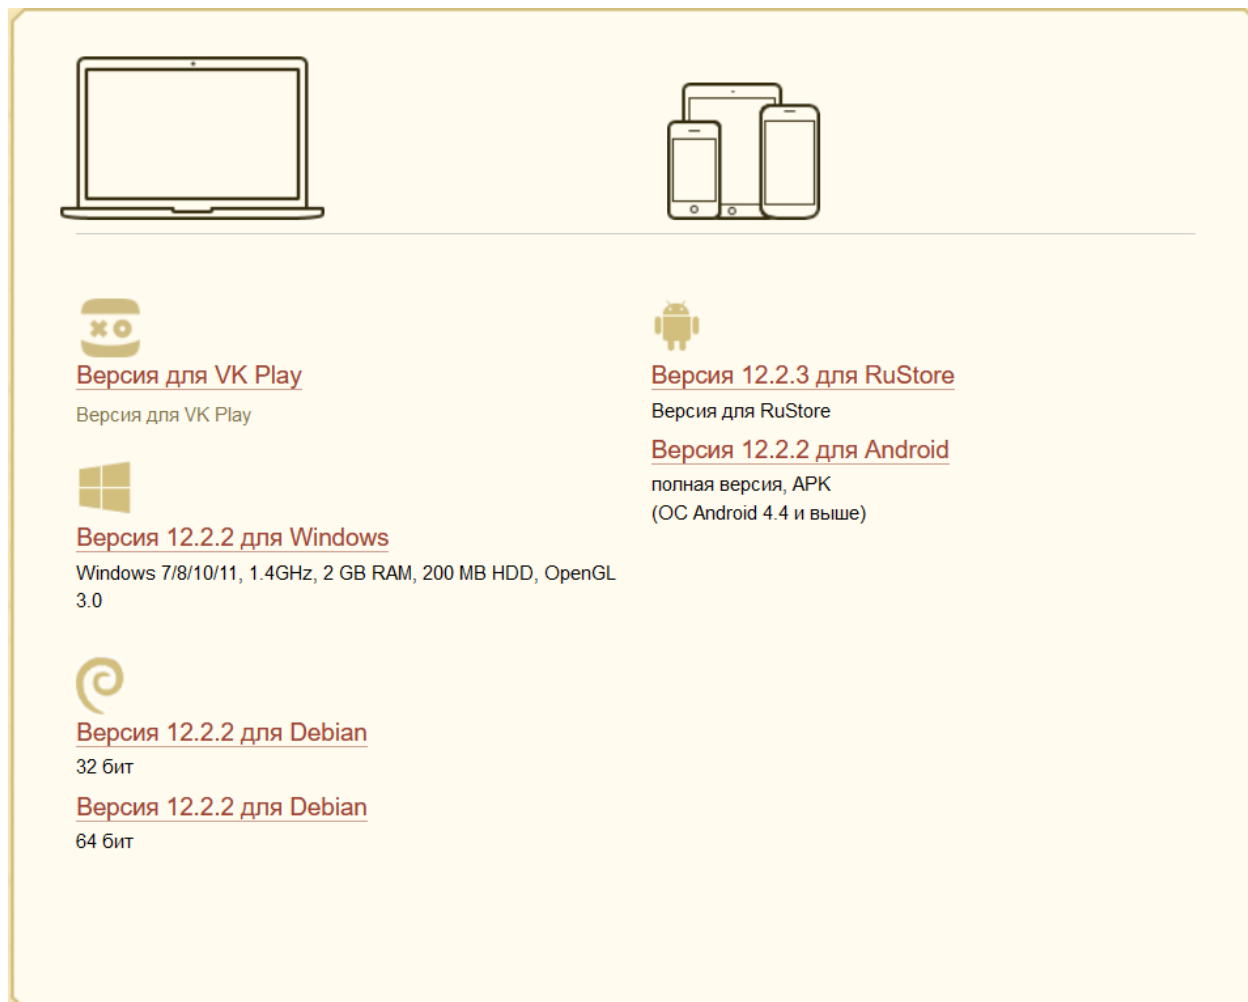 Версия для VK Play
Версия для VK Play
Версия 12.2.2 для Windows
Windows 7/8/10/11, 1.4GHz, 2 GB RAM, 200 MB HDD, OpenGL
3.0
Версия 12.2.2 для Debian
32 бит
Версия 12.2.2 для Debian
64 бит
Версия 12.2.3 для RuStore
Версия для RuStore
Версия 12.2.2 для Android
полная версия, APK
(ОС Android 4.4 и выше)